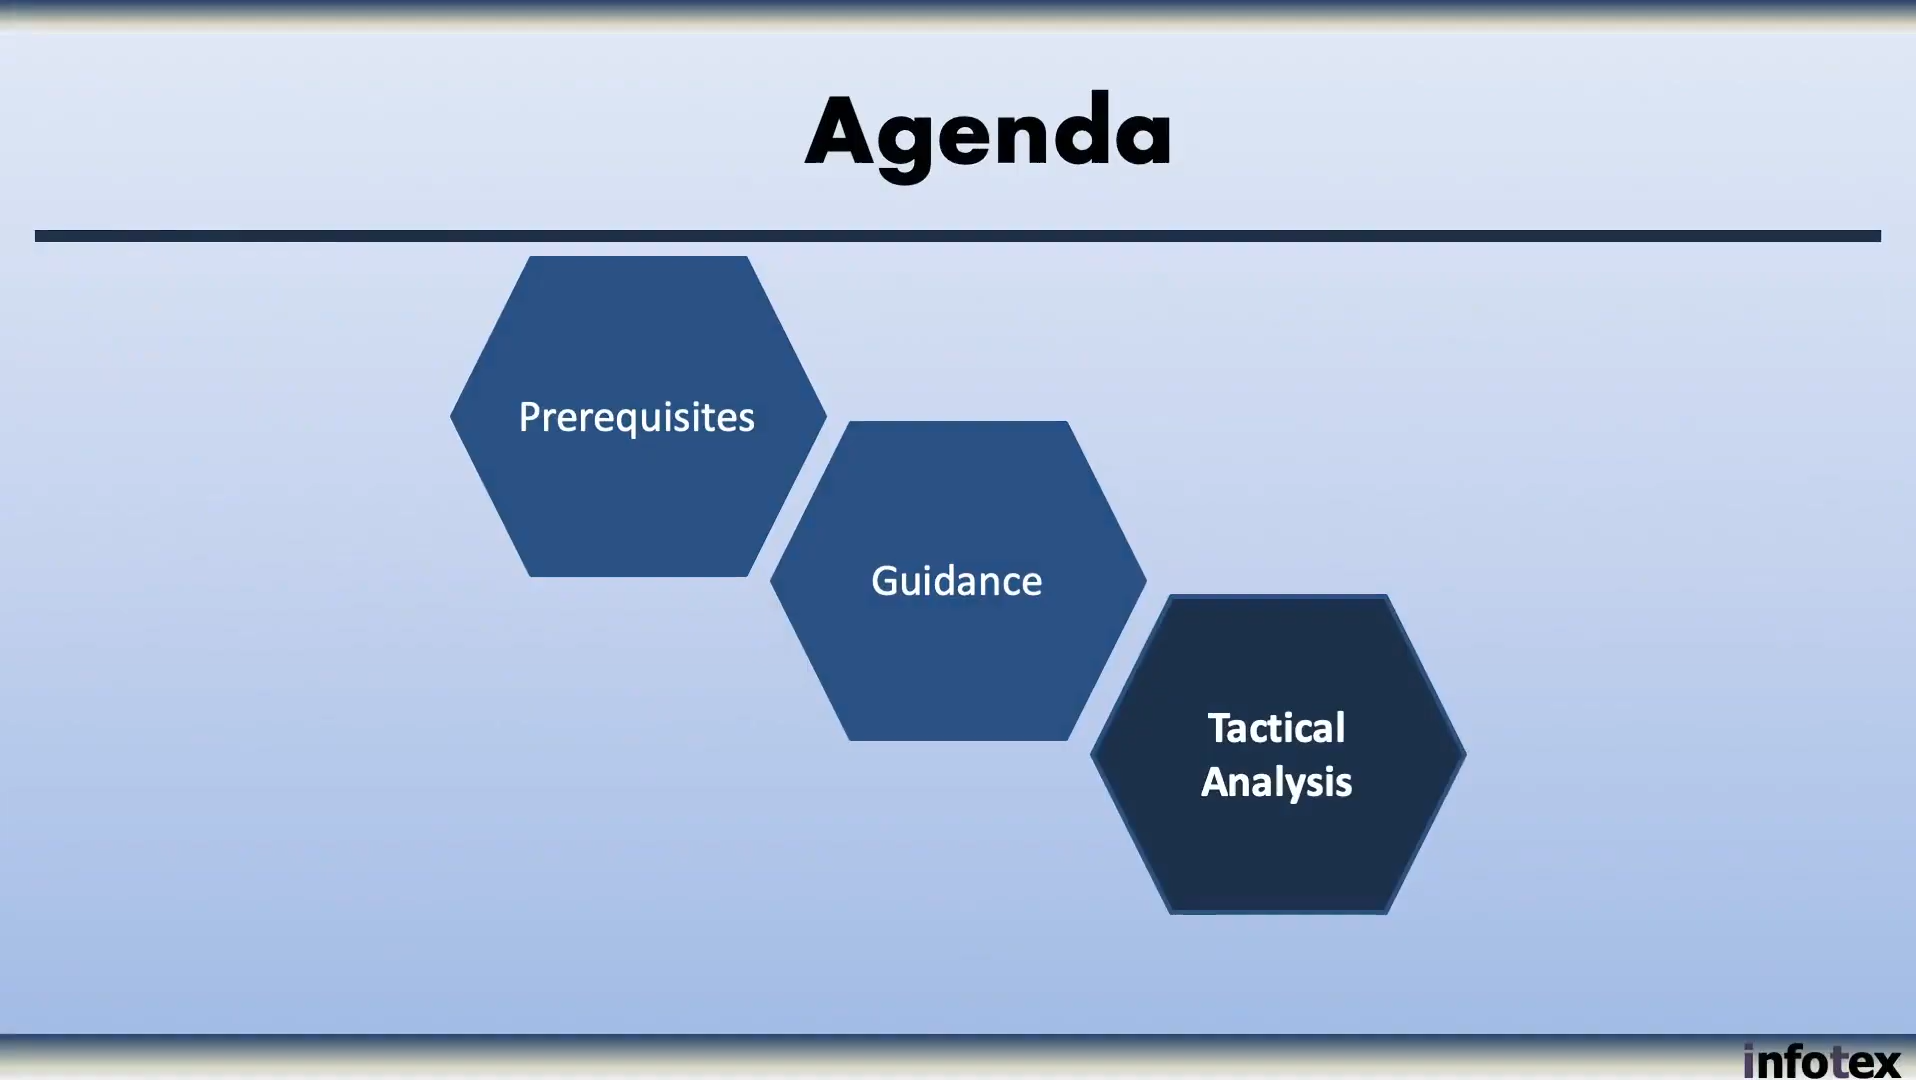 Agenda
Prerequisites
Guidance
Tactical
Analysis
infotex